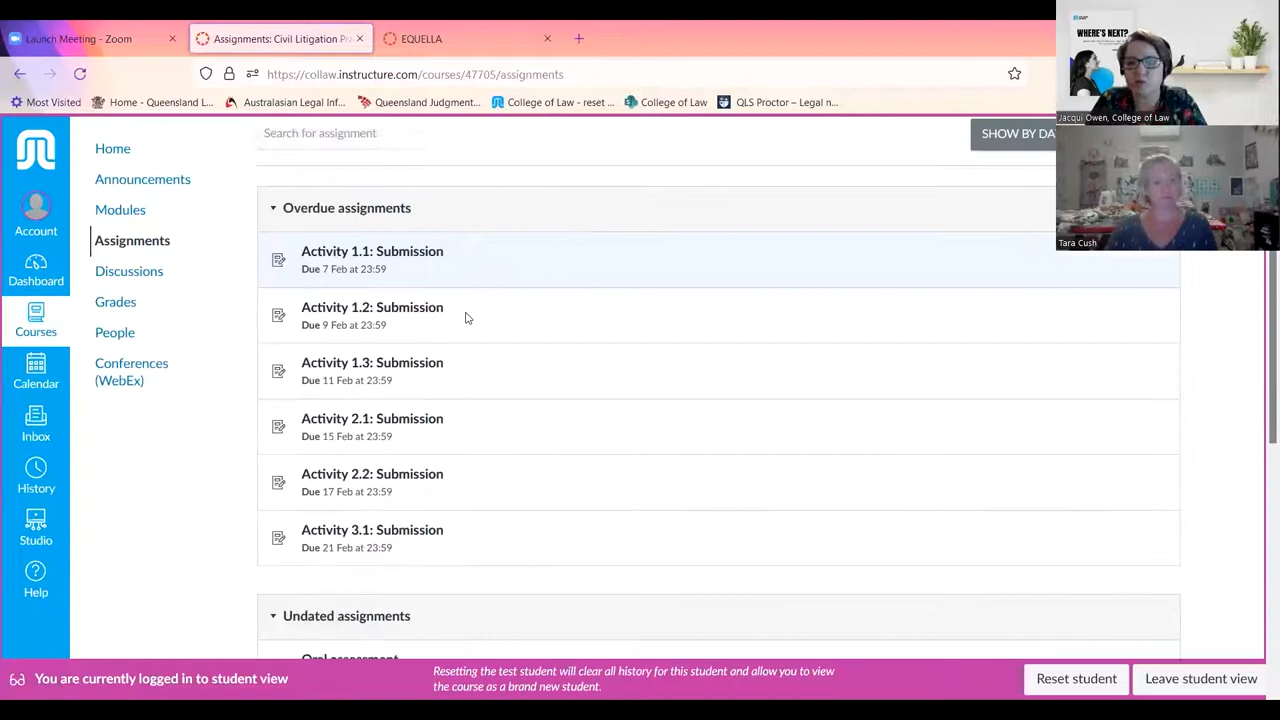 Launch Meeting - Zoom
Assignments: Civil Litigation Pra
EQUELLA
https://collaw.instructure.com/courses/47705/assignments
Most Visited
Home - Queensland L...
Australasian Legal Inf...
Queensland Judgment...
College of Law - reset ...
College of Law
QLS Proctor – Legal n...
WHERE'S NEXT?
Jacqui Owen, College of Law
Tara Cush
Account
Dashboard
Courses
Calendar
Inbox
History
Studio
Help
Home
Announcements
Modules
Assignments
Discussions
Grades
People
Conferences
(WebEx)
Search for assignment
SHOW BY DA
Overdue assignments
Activity 1.1: Submission
Due 7 Feb at 23:59
Activity 1.2: Submission
Due 9 Feb at 23:59
Activity 1.3: Submission
Due 11 Feb at 23:59
Activity 2.1: Submission
Due 15 Feb at 23:59
Activity 2.2: Submission
Due 17 Feb at 23:59
Activity 3.1: Submission
Due 21 Feb at 23:59
Undated assignments
Oral assessment
You are currently logged in to student view
Resetting the test student will clear all history for this student and allow you to view
the course as a brand new student.
Reset student
Leave student view